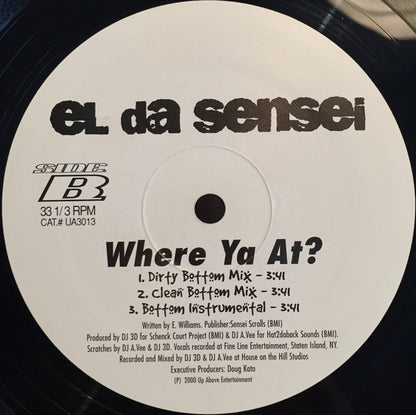 eL da sensei
SIDE
B
33 1/3 RPM
CAT.# UA3013
Where Ya At?
1. Dirty Bottom Mix - 3:41
2. Clean Bottom Mix - 3:41
3. Bottom Instrumental - 3:41
Written by E. Williams. Publisher:Sensei Scrolls (BMI)
Produced by DJ 3D for Schenck Court Project (BMI) & DJ A.Vee for Hat2daback Sounds (BMI).
Scratches by DJ A.Vee & DJ 3D. Vocals recorded at Fine Line Entertainment, Staten Island, NY.
Recorded and Mixed by DJ 3D & DJ A.Vee at House on the Hill Studios
Executive Producers: Doug Kato
(P) 2000 Up Above Entertainment